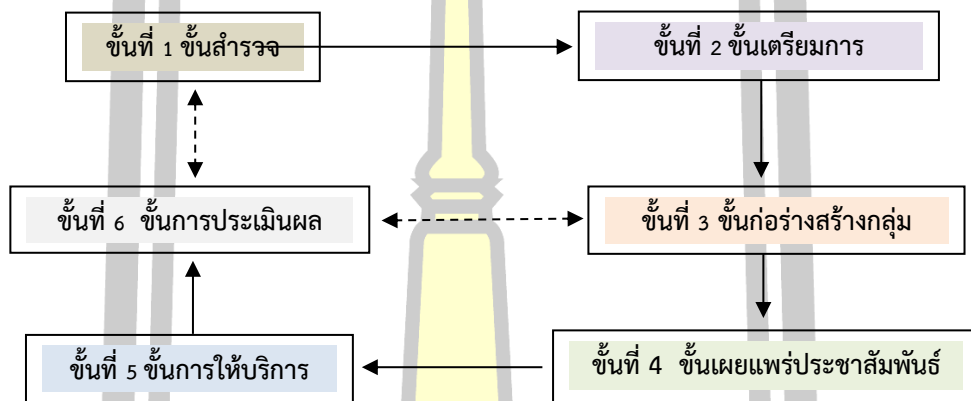 ขั้นที่ 1 ขั้นสำรวจ
ขั้นที่ 2 ขั้นเตรียมการ
ขั้นที่ 6 ขั้นการประเมินผล
ขั้นที่ 3 ขั้นก่อร่างสร้างกลุ่ม
ขั้นที่ 5 ขั้นการให้บริการ
ขั้นที่ 4 ขั้นเผยแพร่ประชาสัมพันธ์